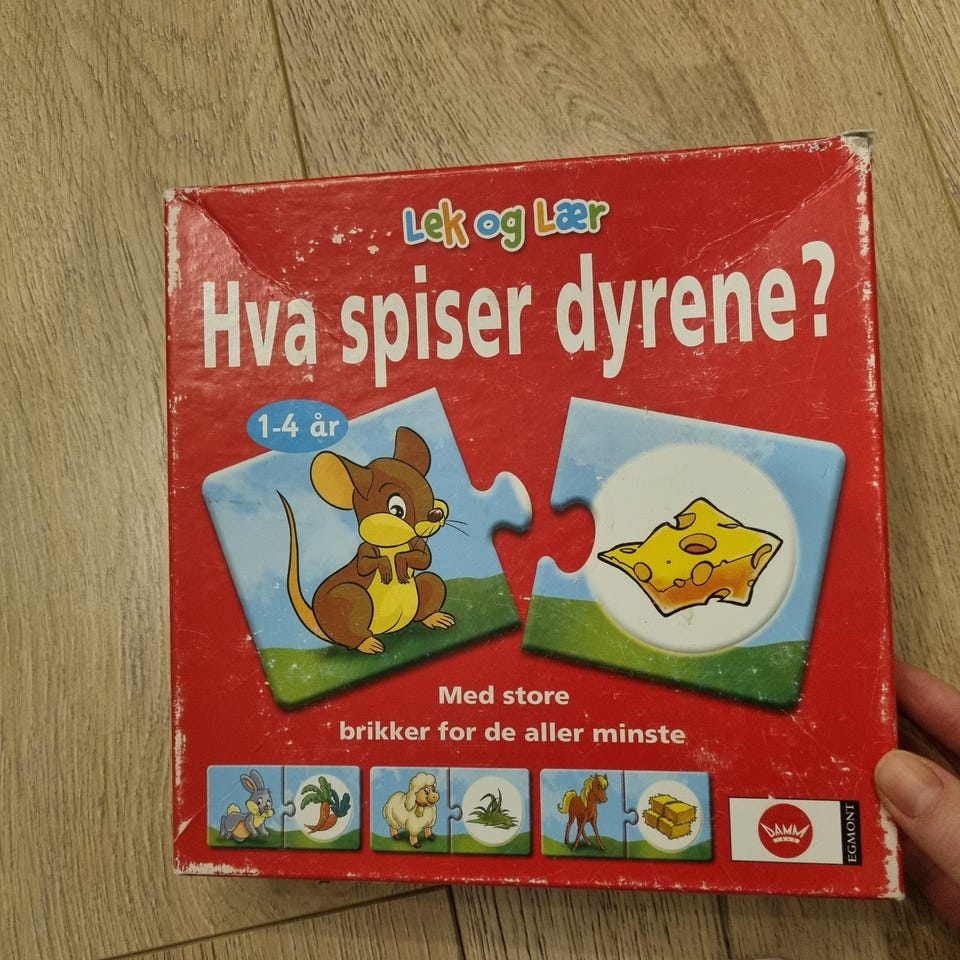 Lek og Lær
Hva spiser dyrene?
1-4 år
Med store
brikker for de aller minste
DAMM
EGMONT